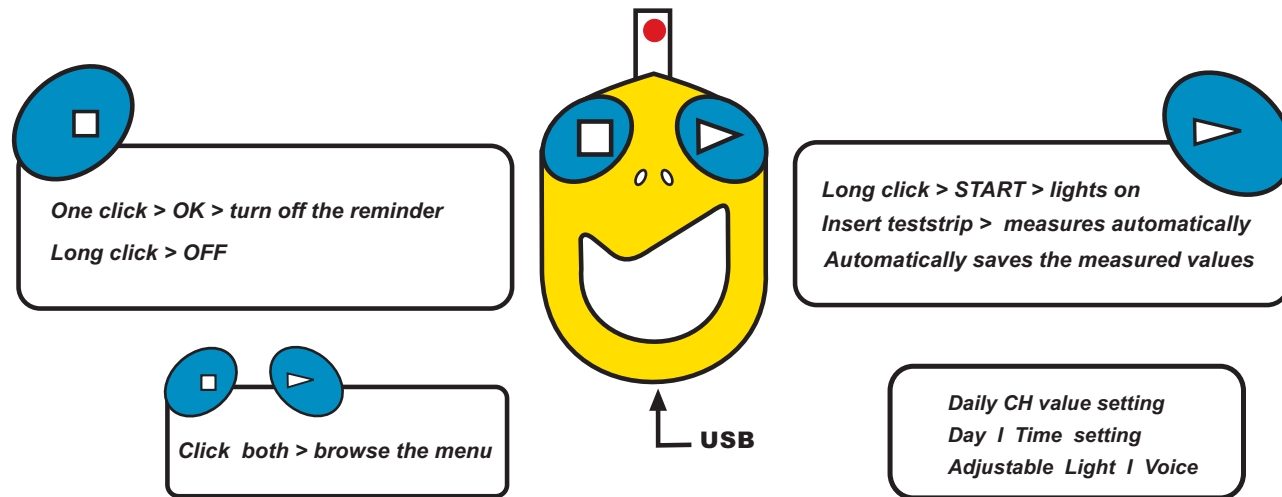 One click > OK > turn off the reminder
Long click > OFF
Long click > START > lights on
Insert teststrip > measures automatically
Automatically saves the measured values
Click both > browse the menu
USB
Daily CH value setting
Day I Time setting
Adjustable Light I Voice